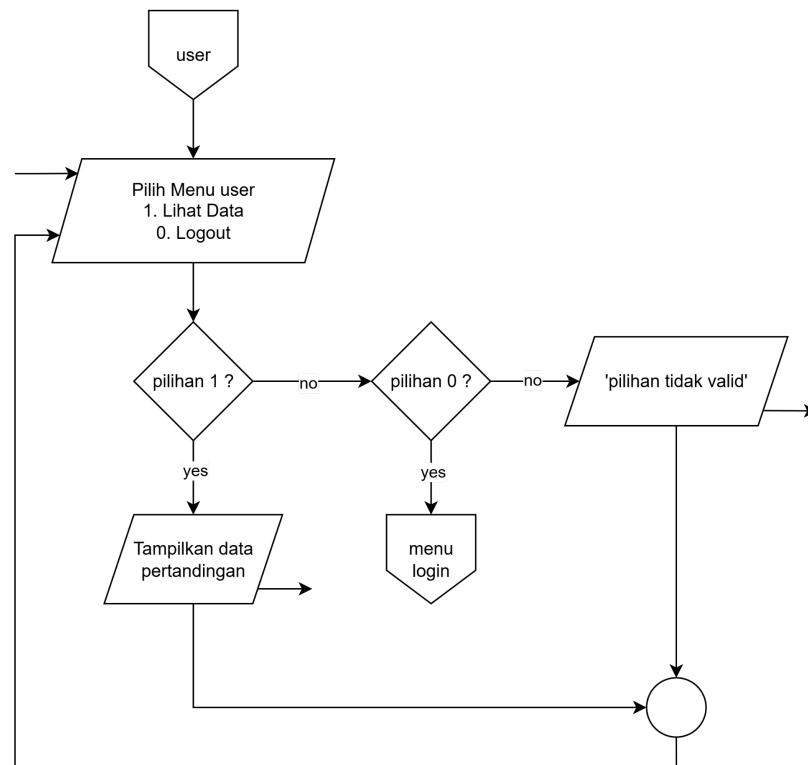 user
Pilih Menu user
1. Lihat Data
0. Logout
pilihan 1 ?
no
pilihan 0 ?
no
'pilihan tidak valid'
yes
yes
Tampilkan data
pertandingan
menu
login